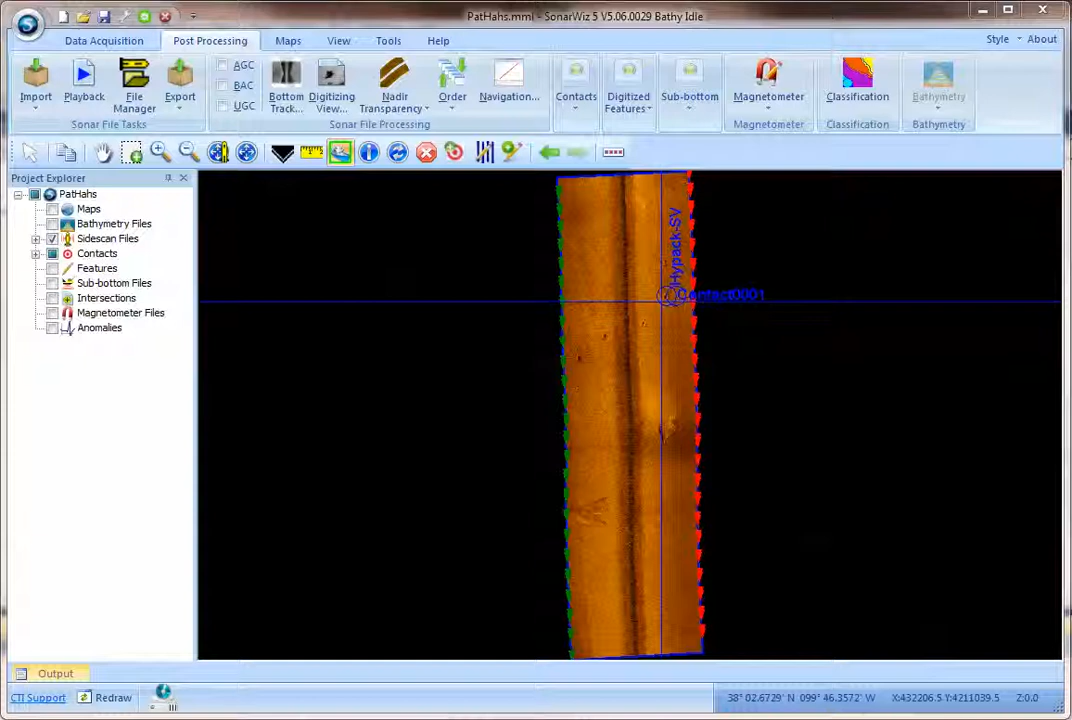 PatHahs.mml - SonarWiz 5 V5.06.0029 Bathy Idle
Data Acquisition Post Processing Maps View Tools Help Style About
Import Playback File Manager Export
Sonar File Tasks
AGC
BAC
UGC
Bottom Track... Digitizing View... Nadir Transparency Order Navigation...
Sonar File Processing
Contacts Digitized Features Sub-bottom
Magnetometer
Magnetometer
Classification
Classification
Bathymetry
Bathymetry
Project Explorer
PatHahs
Maps
Bathymetry Files
Sidescan Files
Contacts
Features
Sub-bottom Files
Intersections
Magnetometer Files
Anomalies
Hypack-SV
Contact0001
Output
CTI Support Redraw
38° 02.6729' N 099° 46.3572' W X:432206.5 Y:4211039.5 Z:0.0